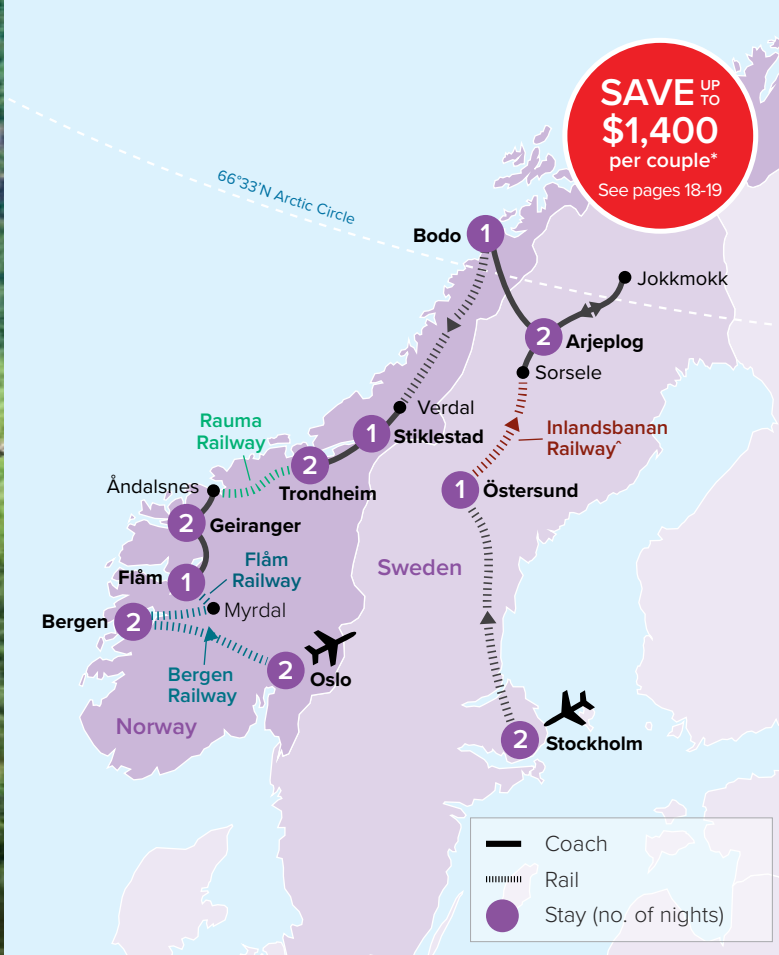 SAVE UP TO
$1,400
per couple*
See pages 18-19
66°33'N Arctic Circle
Bodo
1
Jokkmokk
2
Arjeplog
Sorsele
Verdal
Inlandsbanan
Railway^
Rauma
Railway
1
Stiklestad
2
Trondheim
1
Östersund
Åndalsnes
2
Geiranger
Sweden
Flåm
Railway
Flåm
1
Myrdal
Bergen
2
Bergen
Railway
2
Oslo
Norway
2
Stockholm
Coach
Rail
Stay (no. of nights)